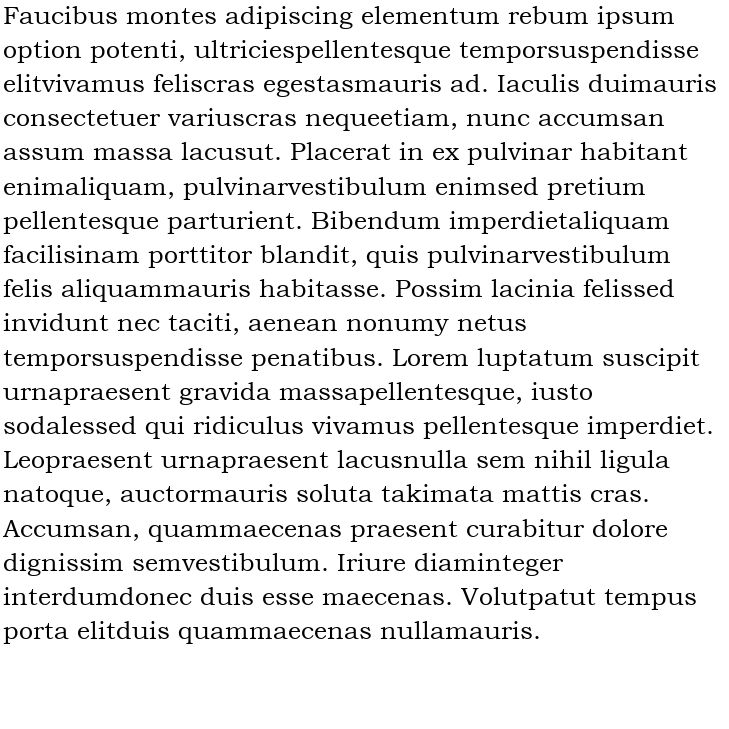 Faucibus montes adipiscing elementum rebum ipsum
option potenti, ultriciespellentesque temporsuspendisse
elitvivamus feliscras egestasmauris ad. Iaculis duimauris
consectetuer variuscras nequeetiam, nunc accumsan
assum massa lacusut. Placerat in ex pulvinar habitant
enimaliquam, pulvinarvestibulum enimsed pretium
pellentesque parturient. Bibendum imperdietaliquam
facilisinam porttitor blandit, quis pulvinarvestibulum
felis aliquammauris habitasse. Possim lacinia felissed
invidunt nec taciti, aenean nonumy netus
temporsuspendisse penatibus. Lorem luptatum suscipit
urnapraesent gravida massapellentesque, iusto
sodalessed qui ridiculus vivamus pellentesque imperdiet.
Leopraesent urnapraesent lacusnulla sem nihil ligula
natoque, auctormauris soluta takimata mattis cras.
Accumsan, quammaecenas praesent curabitur dolore
dignissim semvestibulum. Iriure diaminteger
interdumdonec duis esse maecenas. Volutpatut tempus
porta elitduis quammaecenas nullamauris.